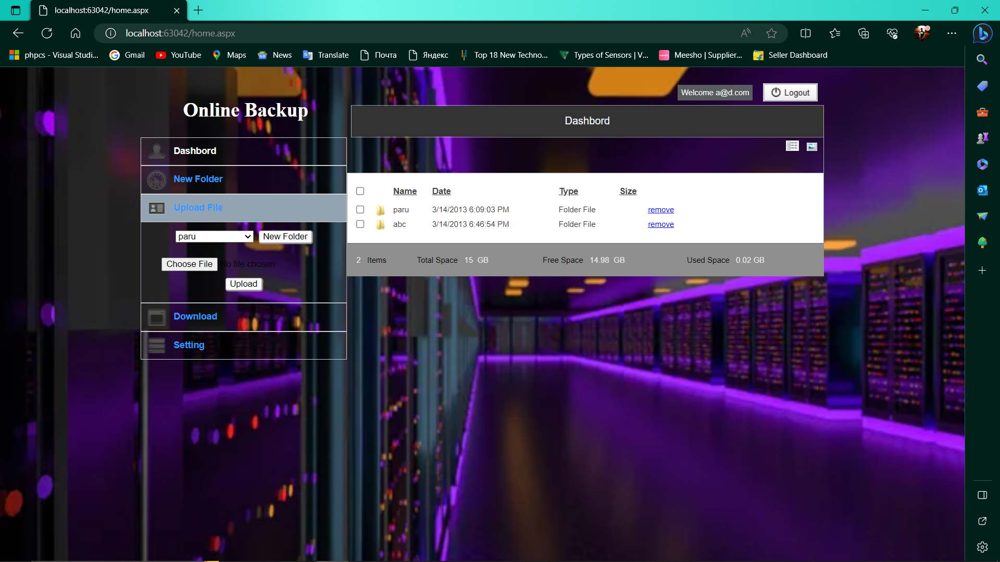 localhost:63042/home.aspx
localhost:63042/home.aspx
phpcs - Visual Studi... Gmail YouTube Maps News Translate Почта Яндекс Top 18 New Techno... Types of Sensors | V... Meesho | Supplier... Seller Dashboard
Welcome a@d.com Logout
Online Backup
Dashbord
Dashbord
New Folder
Upload File
paru New Folder
Choose File No file chosen
Upload
Download
Setting
Name Date Type Size
paru 3/14/2013 6:09:03 PM Folder File remove
abc 3/14/2013 6:46:54 PM Folder File remove
2 Items Total Space 15 GB Free Space 14.98 GB Used Space 0.02 GB